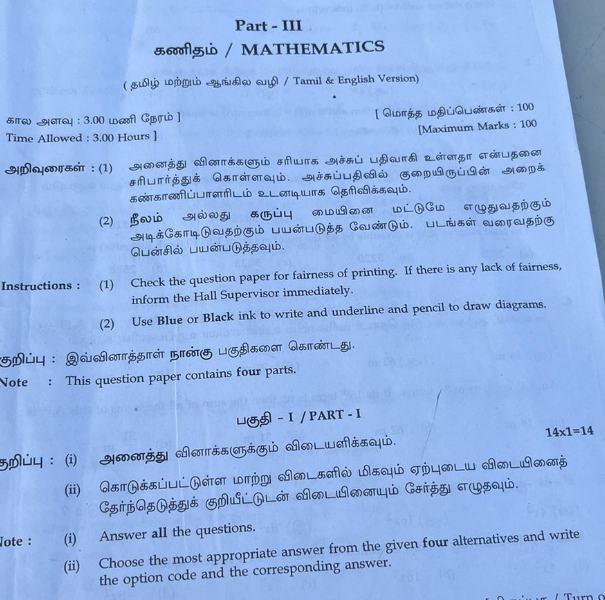 Part - III
கணிதம் / MATHEMATICS
( தமிழ் மற்றும் ஆங்கில வழி / Tamil & English Version)
கால அளவு : 3.00 மணி நேரம் ] [ மொத்த மதிப்பெண்கள் : 100
Time Allowed : 3.00 Hours ] [Maximum Marks : 100
அறிவுரைகள் : (1) அனைத்து வினாக்களும் சரியாக அச்சுப் பதிவாகி உள்ளதா என்பதனை
சரிபார்த்துக் கொள்ளவும். அச்சுப்பதிவில் குறையிருப்பின் அறைக்
கண்காணிப்பாளரிடம் உடனடியாக தெரிவிக்கவும்.
(2) நீலம் அல்லது கருப்பு மையினை மட்டுமே எழுதுவதற்கும்
அடிக்கோடிடுவதற்கும் பயன்படுத்த வேண்டும். படங்கள் வரைவதற்கு
பென்சில் பயன்படுத்தவும்.
Instructions : (1) Check the question paper for fairness of printing. If there is any lack of fairness,
inform the Hall Supervisor immediately.
(2) Use Blue or Black ink to write and underline and pencil to draw diagrams.
குறிப்பு : இவ்வினாத்தாள் நான்கு பகுதிகளை கொண்டது.
Note : This question paper contains four parts.
பகுதி - I / PART - I
குறிப்பு : (i) அனைத்து வினாக்களுக்கும் விடையளிக்கவும். 14x1=14
(ii) கொடுக்கப்பட்டுள்ள மாற்று விடைகளில் மிகவும் ஏற்புடைய விடையினைத்
தேர்ந்தெடுத்துக் குறியீட்டுடன் விடையினையும் சேர்த்து எழுதவும்.
Note : (i) Answer all the questions.
(ii) Choose the most appropriate answer from the given four alternatives and write
the option code and the corresponding answer.
/ Turn